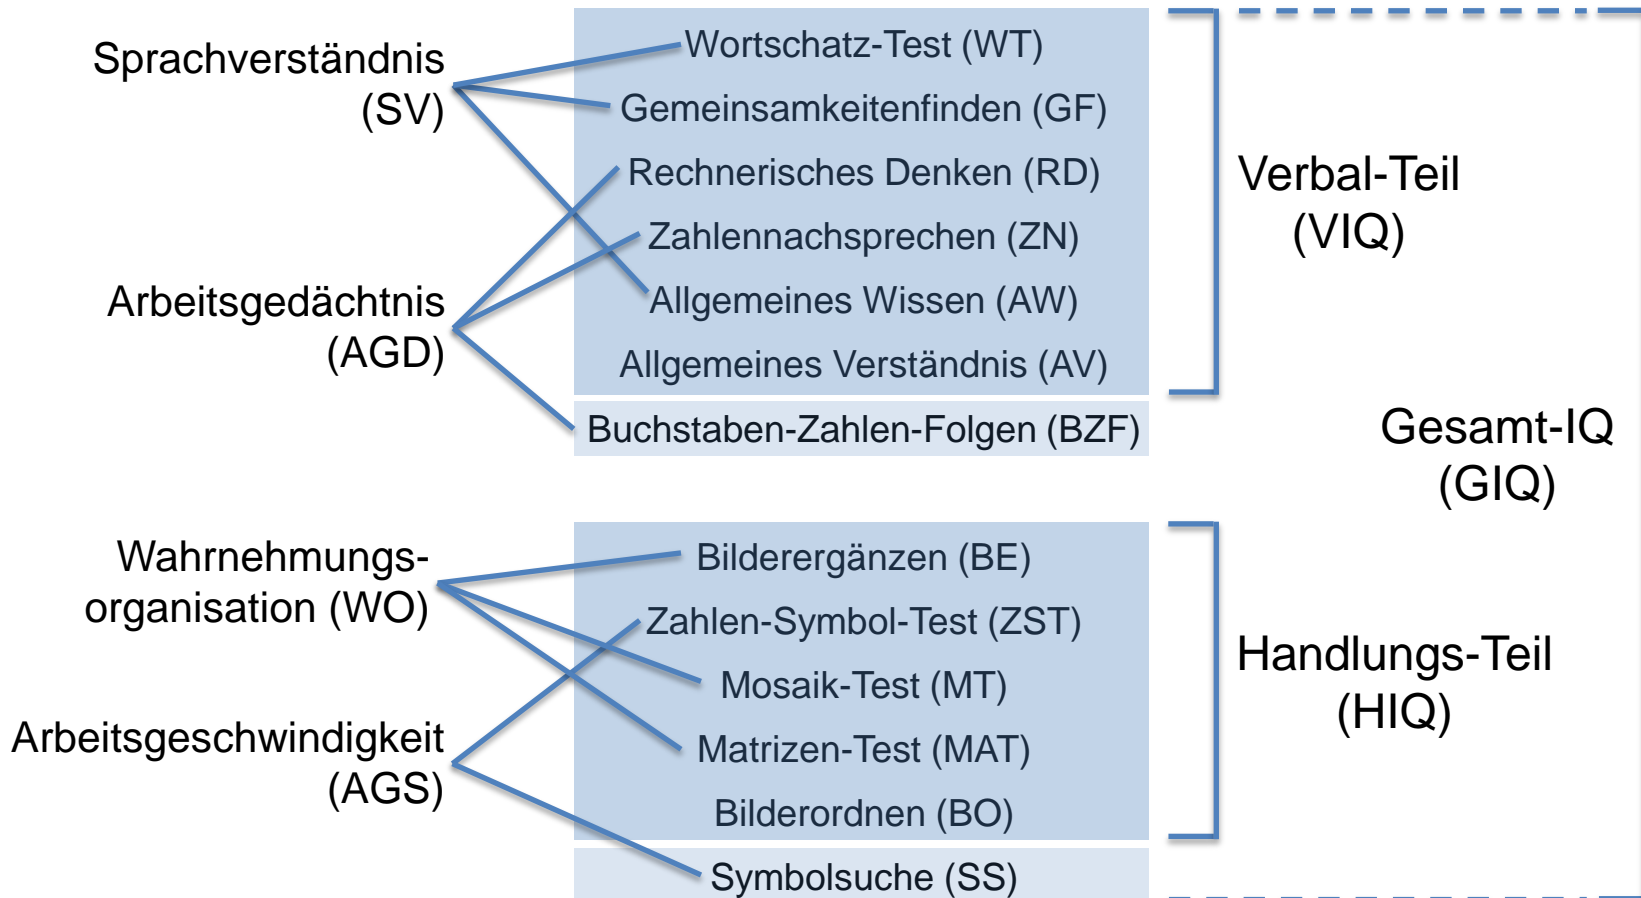 Sprachverständnis
(SV)
Arbeitsgedächtnis
(AGD)
Wahrnehmungs-
organisation (WO)
Arbeitsgeschwindigkeit
(AGS)
Wortschatz-Test (WT)
Gemeinsamkeitenfinden (GF)
Rechnerisches Denken (RD)
Zahlennachsprechen (ZN)
Allgemeines Wissen (AW)
Allgemeines Verständnis (AV)
Buchstaben-Zahlen-Folgen (BZF)
Bilderergänzen (BE)
Zahlen-Symbol-Test (ZST)
Mosaik-Test (MT)
Matrizen-Test (MAT)
Bilderordnen (BO)
Symbolsuche (SS)
Verbal-Teil
(VIQ)
Handlungs-Teil
(HIQ)
Gesamt-IQ
(GIQ)